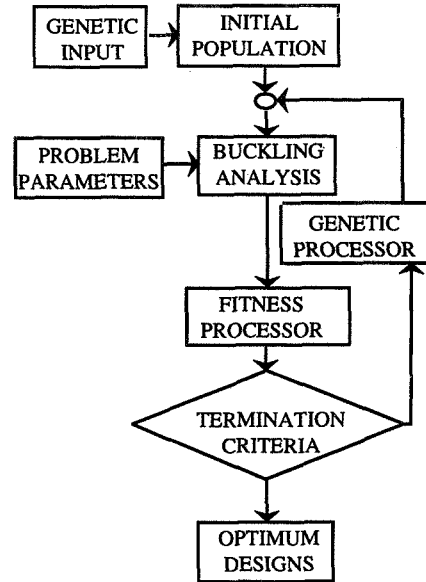 GENETIC
INPUT
INITIAL
POPULATION
PROBLEM
PARAMETERS
BUCKLING
ANALYSIS
GENETIC
PROCESSOR
FITNESS
PROCESSOR
TERMINATION
CRITERIA
OPTIMUM
DESIGNS